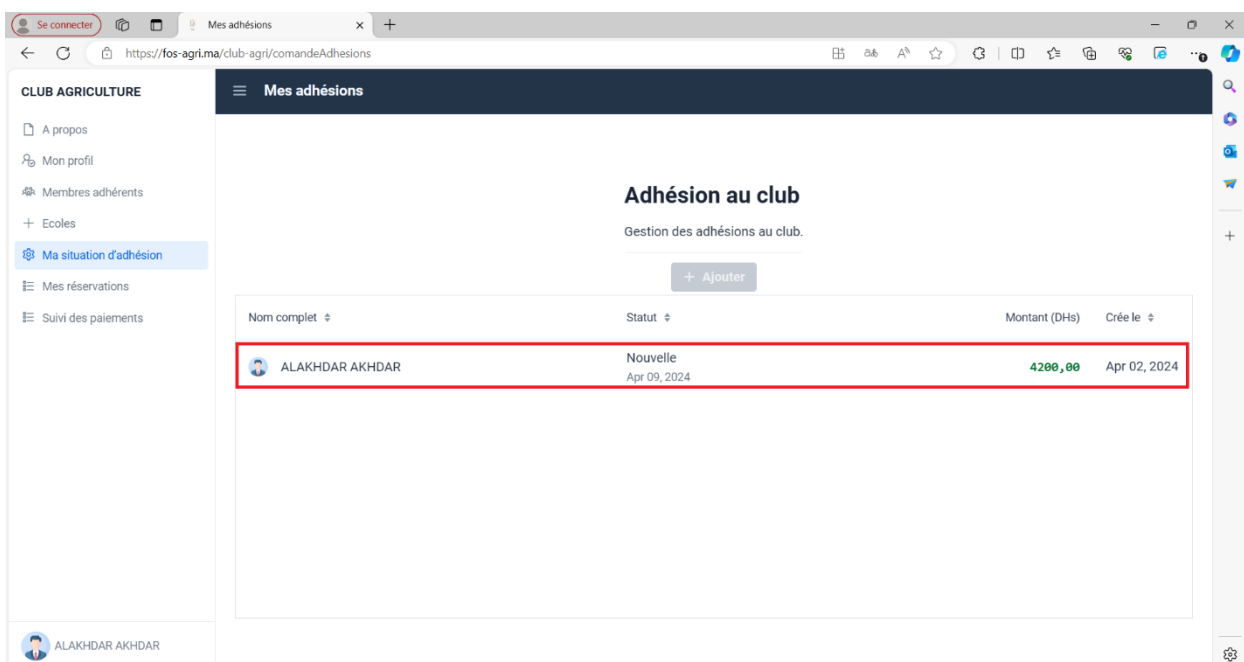 Se connecter
Mes adhésions
https://fos-agri.ma/club-agri/comandeAdhesions
CLUB AGRICULTURE
Mes adhésions
A propos
Mon profil
Membres adhérents
Ecoles
Ma situation d'adhésion
Mes réservations
Suivi des paiements
Adhésion au club
Gestion des adhésions au club.
+ Ajouter
Nom complet Statut Montant (DHs) Crée le
ALAKHDAR AKHDAR Nouvelle 4200,00 Apr 02, 2024
Apr 09, 2024
ALAKHDAR AKHDAR